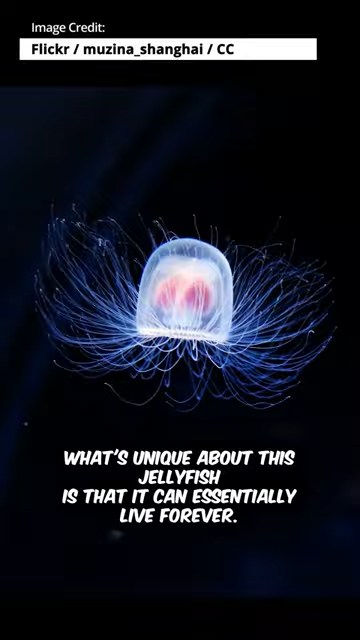 Image Credit:
Flickr / muzina_shanghai / CC
WHAT'S UNIQUE ABOUT THIS
JELLYFISH
IS THAT IT CAN ESSENTIALLY
LIVE FOREVER.